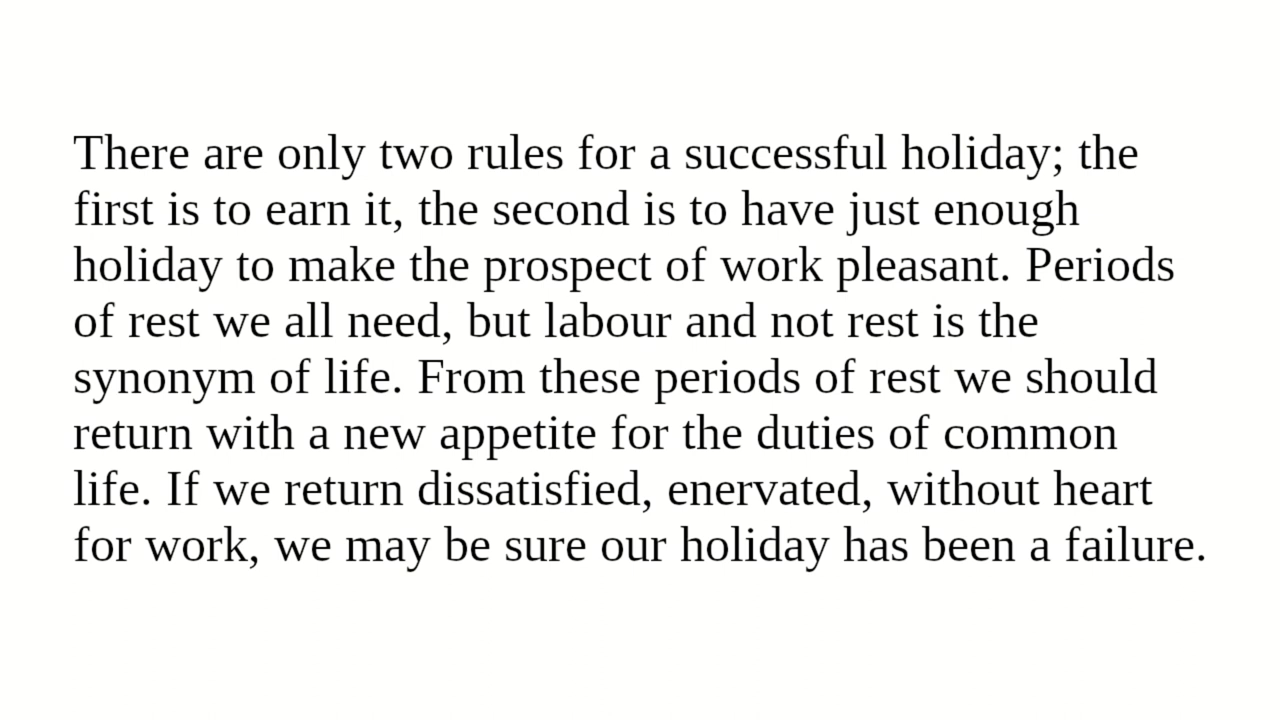 There are only two rules for a successful holiday; the
first is to earn it, the second is to have just enough
holiday to make the prospect of work pleasant. Periods
of rest we all need, but labour and not rest is the
synonym of life. From these periods of rest we should
return with a new appetite for the duties of common
life. If we return dissatisfied, enervated, without heart
for work, we may be sure our holiday has been a failure.